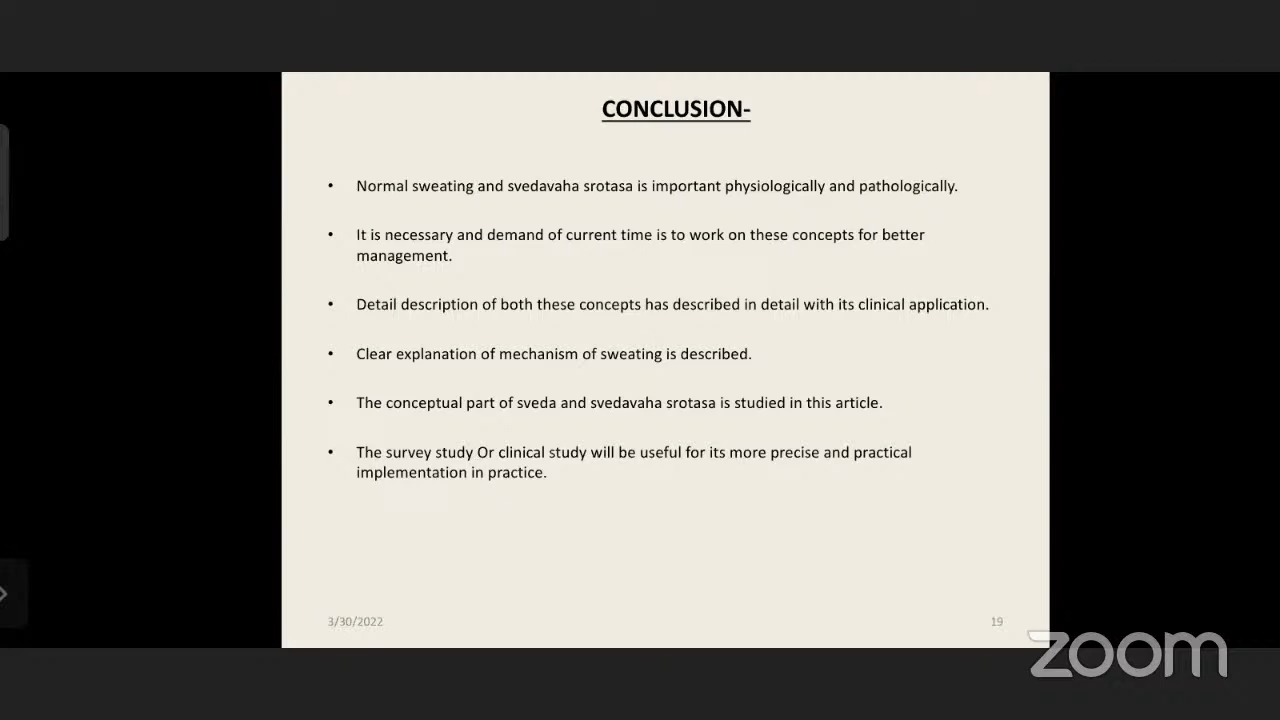 CONCLUSION-
• Normal sweating and svedavaha srotasa is important physiologically and pathologically.
• It is necessary and demand of current time is to work on these concepts for better
management.
• Detail description of both these concepts has described in detail with its clinical application.
• Clear explanation of mechanism of sweating is described.
• The conceptual part of sveda and svedavaha srotasa is studied in this article.
• The survey study Or clinical study will be useful for its more precise and practical
implementation in practice.
3/30/2022
19
zoom